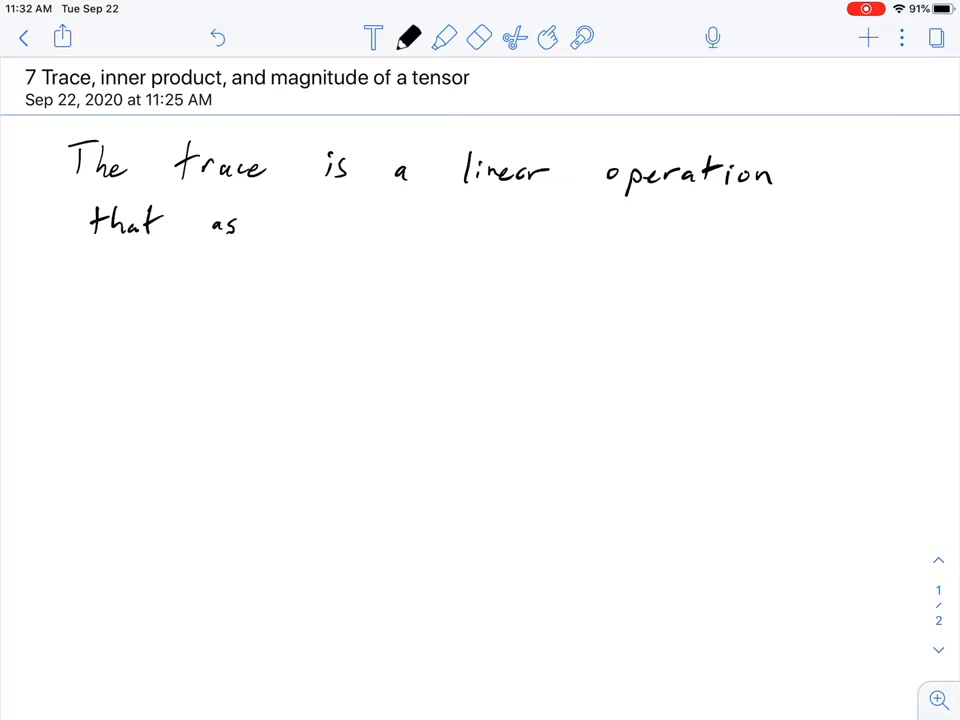 11:32 AM Tue Sep 22
91%
T
7 Trace, inner product, and magnitude of a tensor
Sep 22, 2020 at 11:25 AM
The trace is a linear operation
that as
1
/
2